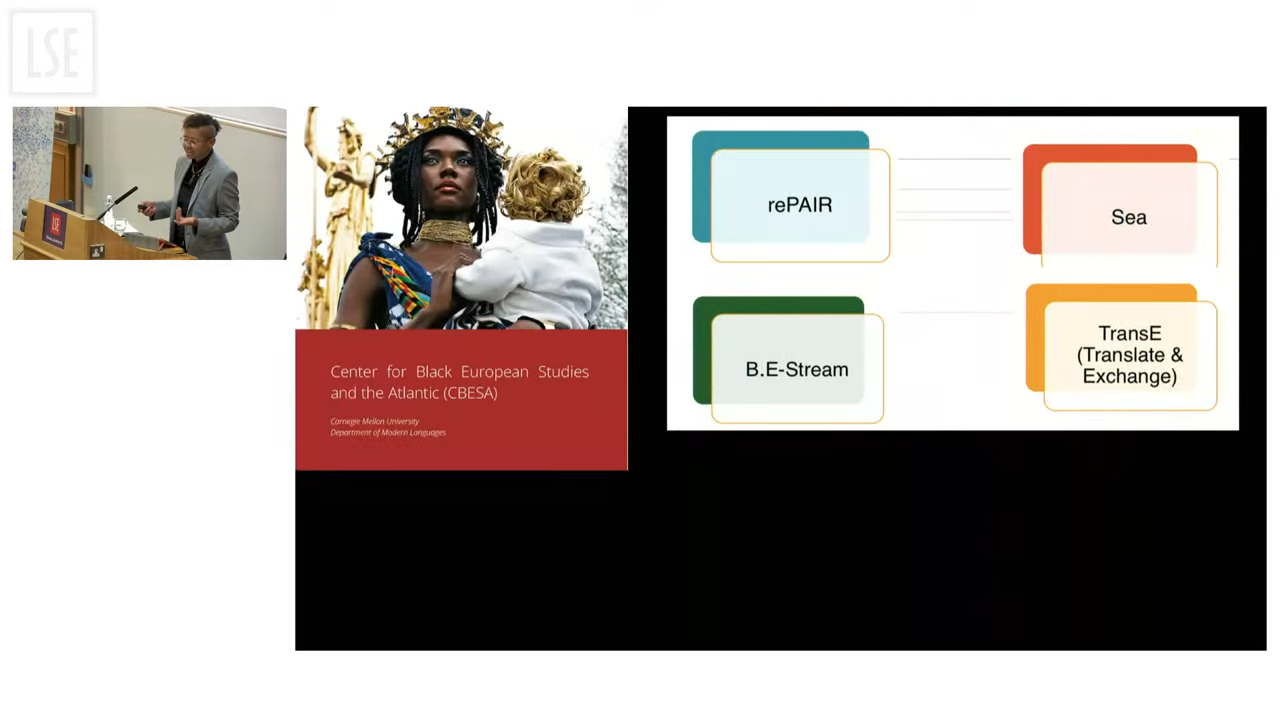 LSE
LSE
Center for Black European Studies
and the Atlantic (CBESA)
Carnegie Mellon University
Department of Modern Languages
rePAIR
Sea
B.E-Stream
TransE
(Translate &
Exchange)